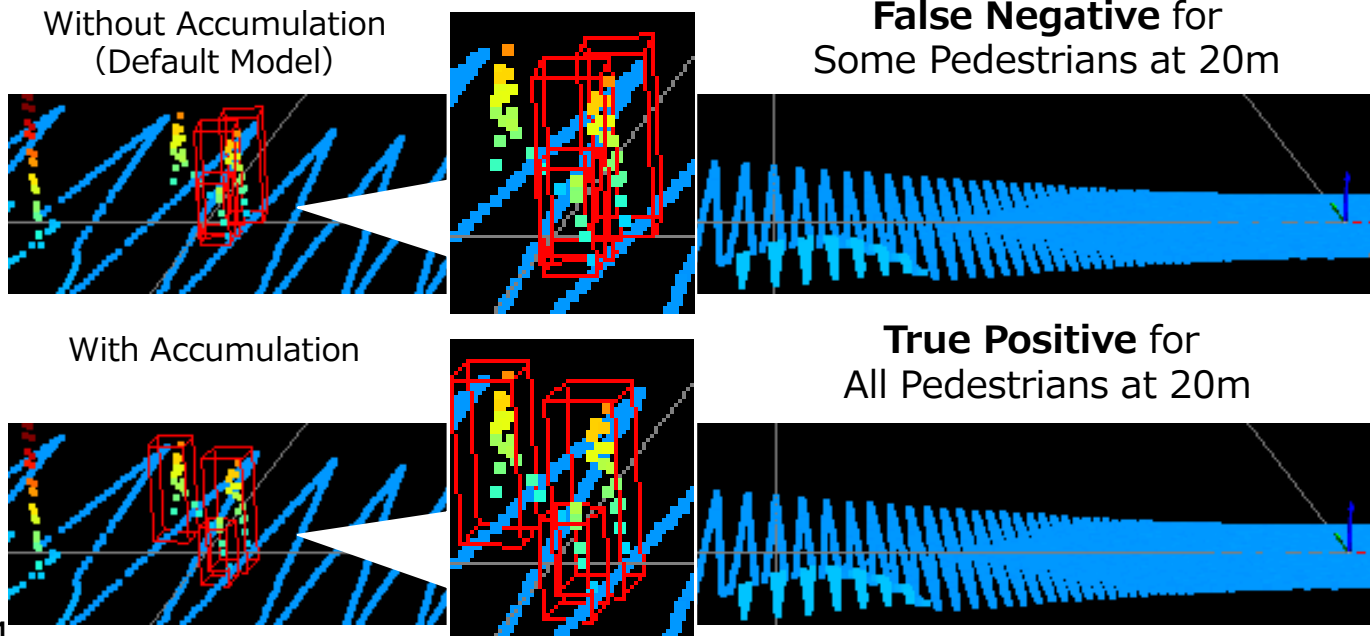 Without Accumulation
(Default Model)
False Negative for
Some Pedestrians at 20m
With Accumulation
True Positive for
All Pedestrians at 20m